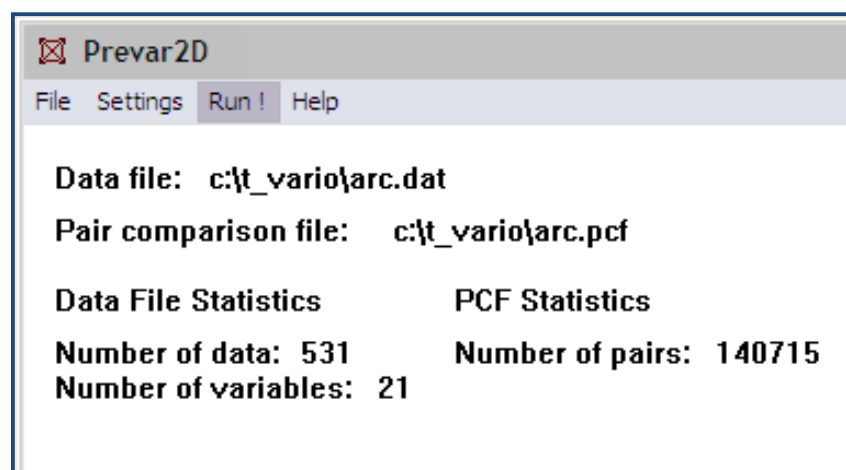 Prevar2D
File Settings Run ! Help
Data file: c:\t_vario\arc.dat
Pair comparison file: c:\t_vario\arc.pcf
Data File Statistics PCF Statistics
Number of data: 531 Number of pairs: 140715
Number of variables: 21